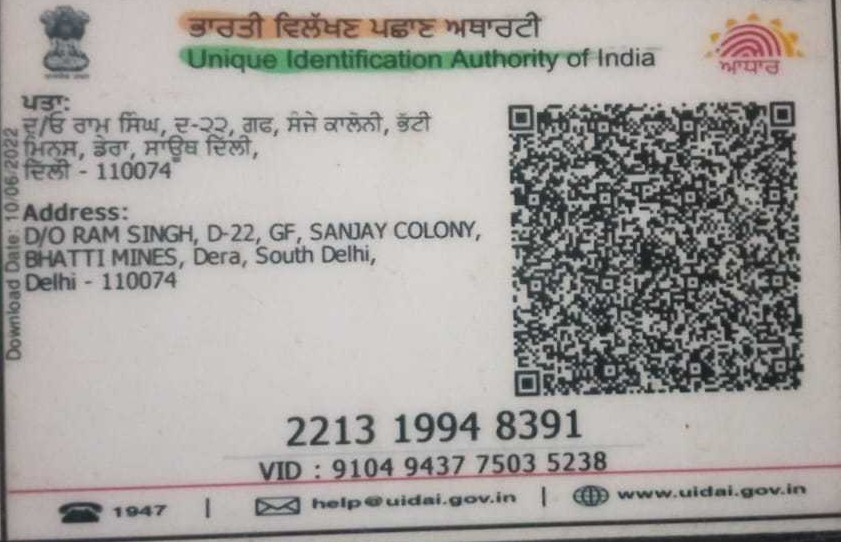 ਭਾਰਤੀ ਵਿਲੱਖਣ ਪਛਾਣ ਅਥਾਰਟੀ
Unique Identification Authority of India
ਆਧਾਰ
ਪਤਾ:
ਦ/ਓ ਰਾਮ ਸਿੰਘ, ਦ-੨੨, ਗਫ, ਸੰਜੇ ਕਾਲੋਨੀ, ਭੱਟੀ
ਮਿਨਸ, ਡੇਰਾ, ਸਾਊਥ ਦਿੱਲੀ,
ਦਿੱਲੀ - 110074
Address:
D/O RAM SINGH, D-22, GF, SANJAY COLONY,
BHATTI MINES, Dera, South Delhi,
Delhi - 110074
Download Date: 10/06/2022
2213 1994 8391
VID : 9104 9437 7503 5238
1947 | help@uidai.gov.in | www.uidai.gov.in